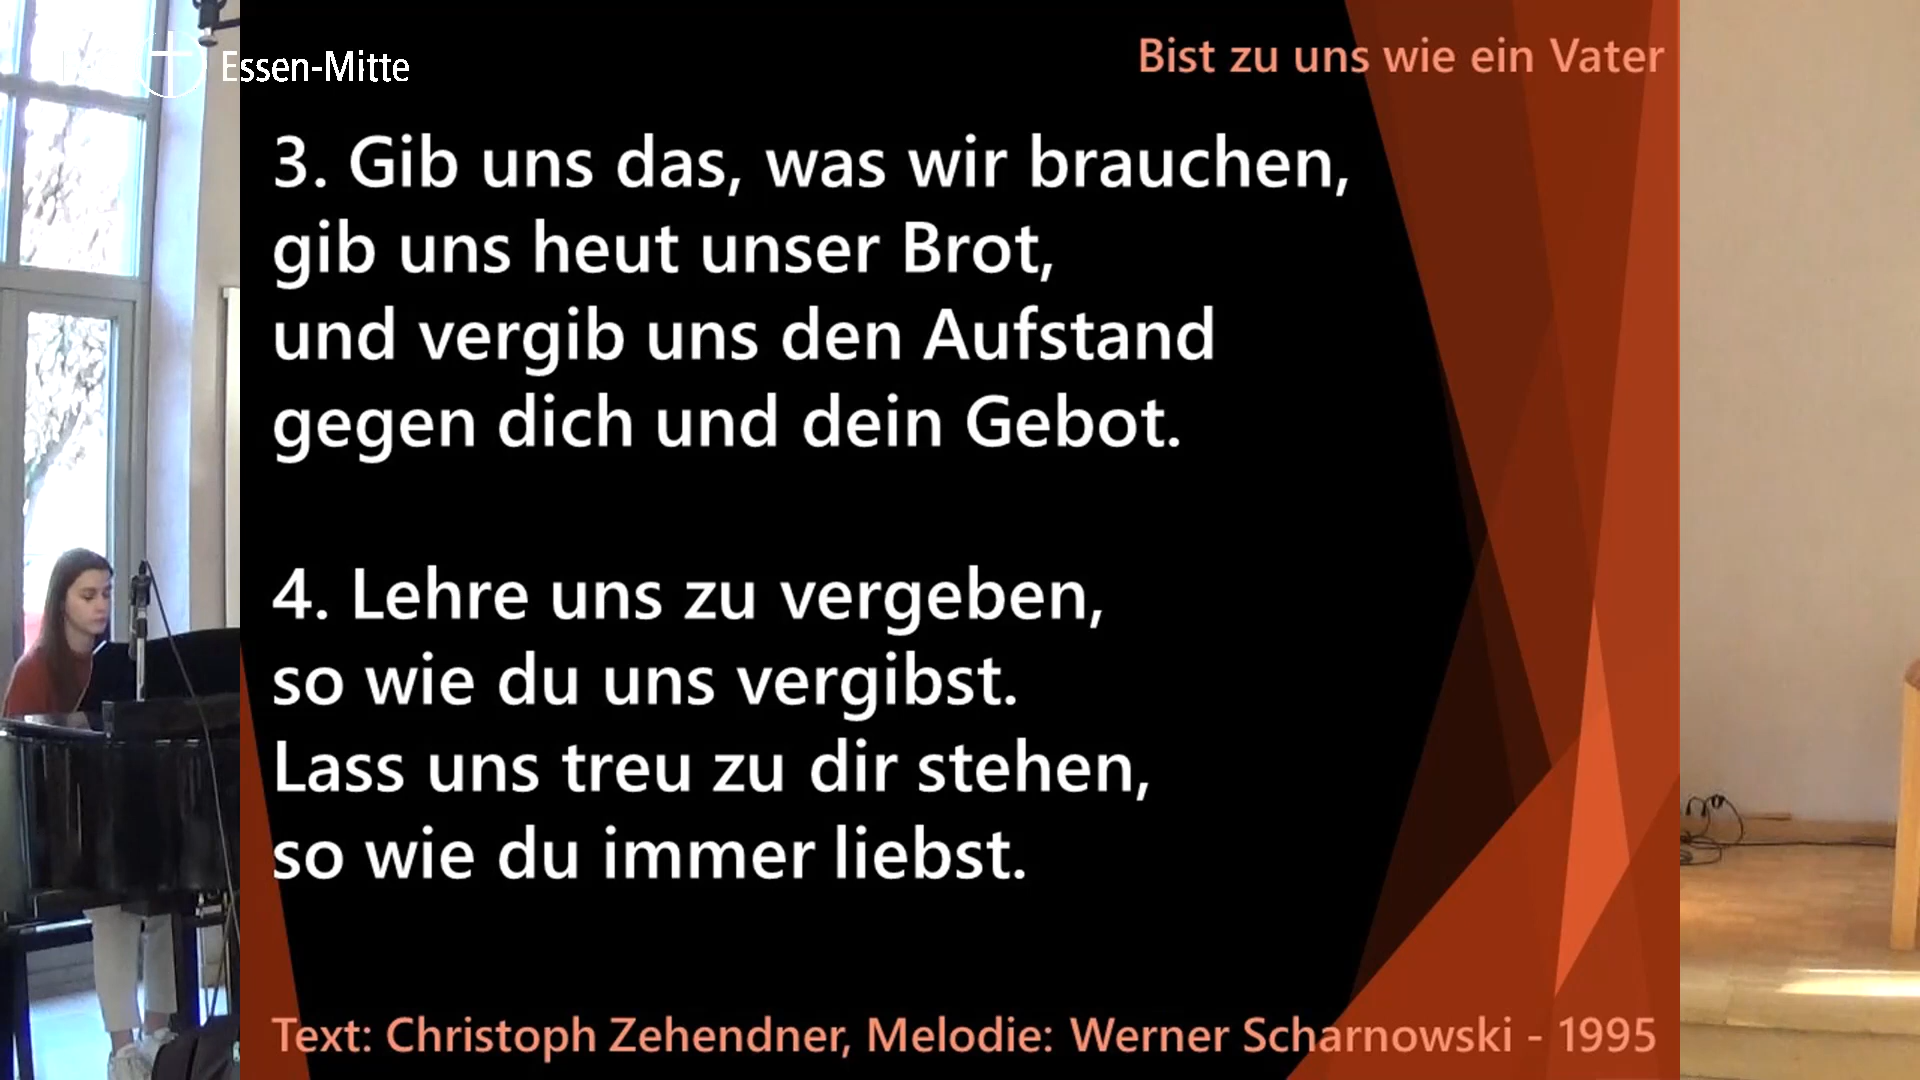 Essen-Mitte
Bist zu uns wie ein Vater
3. Gib uns das, was wir brauchen,
gib uns heut unser Brot,
und vergib uns den Aufstand
gegen dich und dein Gebot.
4. Lehre uns zu vergeben,
so wie du uns vergibst.
Lass uns treu zu dir stehen,
so wie du immer liebst.
Text: Christoph Zehendner, Melodie: Werner Scharnowski - 1995